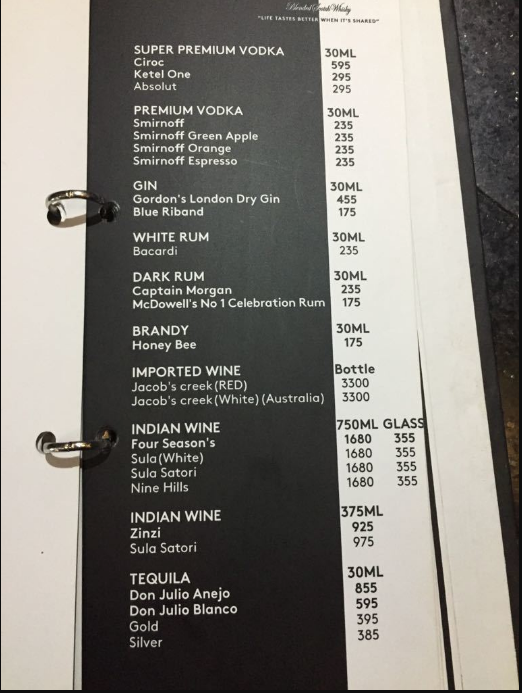 Blended Scotch Whisky
"LIFE TASTES BETTER WHEN IT'S SHARED"
SUPER PREMIUM VODKA 30ML
Ciroc 595
Ketel One 295
Absolut 295
PREMIUM VODKA 30ML
Smirnoff 235
Smirnoff Green Apple 235
Smirnoff Orange 235
Smirnoff Espresso 235
GIN 30ML
Gordon's London Dry Gin 455
Blue Riband 175
WHITE RUM 30ML
Bacardi 235
DARK RUM 30ML
Captain Morgan 235
McDowell's No 1 Celebration Rum 175
BRANDY 30ML
Honey Bee 175
IMPORTED WINE Bottle
Jacob's creek (RED) 3300
Jacob's creek (White) (Australia) 3300
INDIAN WINE 750ML GLASS
Four Season's 1680 355
Sula (White) 1680 355
Sula Satori 1680 355
Nine Hills 1680 355
INDIAN WINE 375ML
Zinzi 925
Sula Satori 975
TEQUILA 30ML
Don Julio Anejo 855
Don Julio Blanco 595
Gold 395
Silver 385